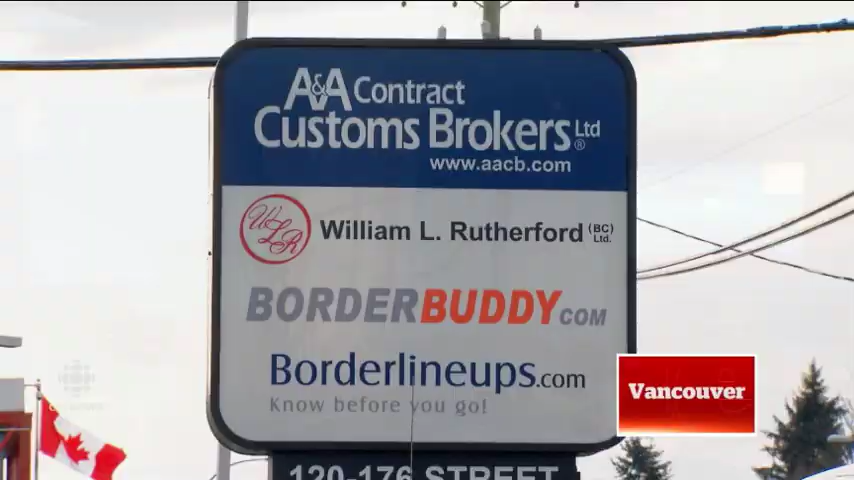 A&A Contract
Customs Brokers Ltd ®
www.aacb.com
WLR
William L. Rutherford (BC) Ltd.
BORDERBUDDY.COM
Borderlineups.com
Know before you go!
Vancouver
120-176 STREET